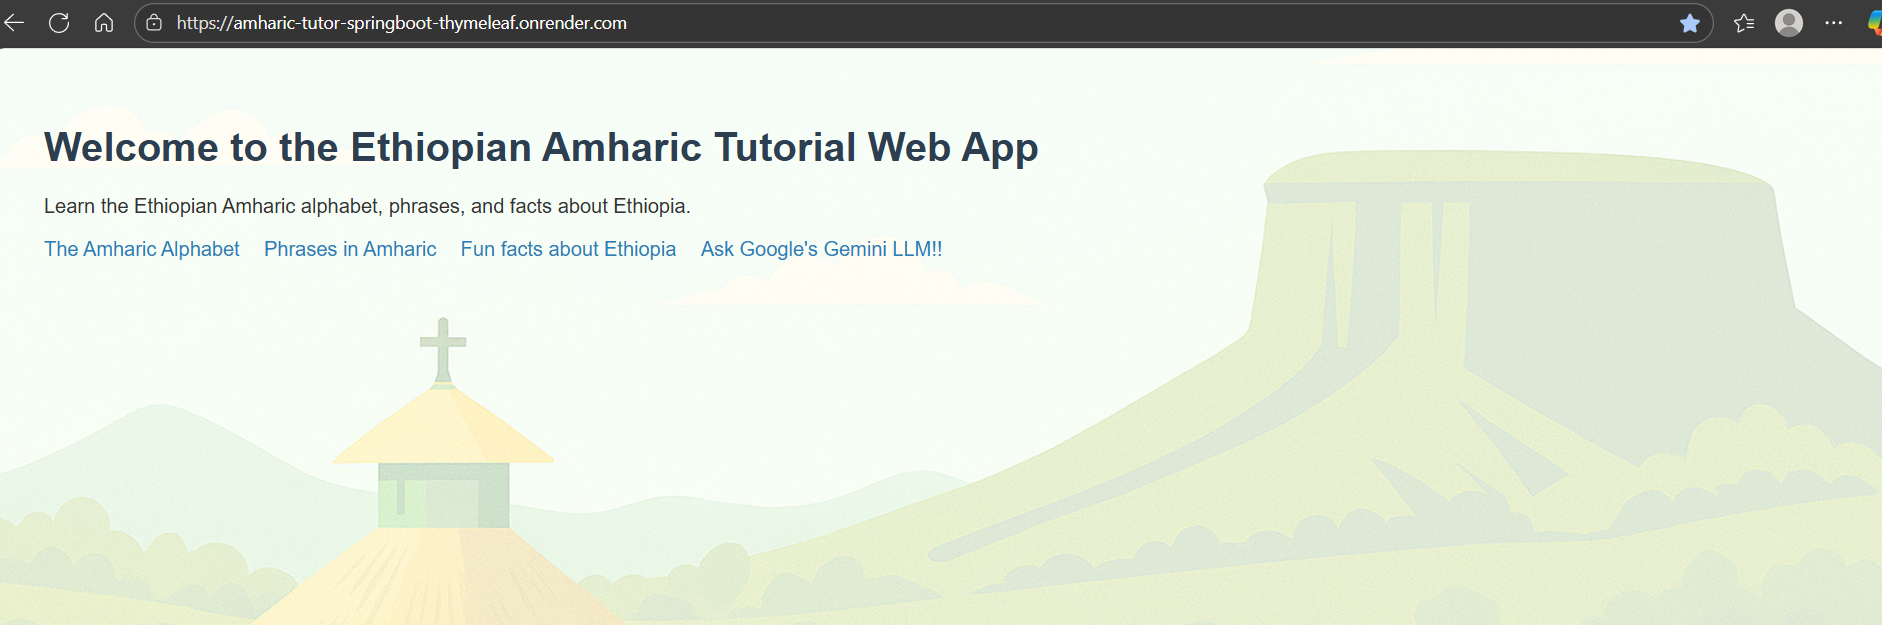 https://amharic-tutor-springboot-thymeleaf.onrender.com
Welcome to the Ethiopian Amharic Tutorial Web App
Learn the Ethiopian Amharic alphabet, phrases, and facts about Ethiopia.
The Amharic Alphabet Phrases in Amharic Fun facts about Ethiopia Ask Google's Gemini LLM!!